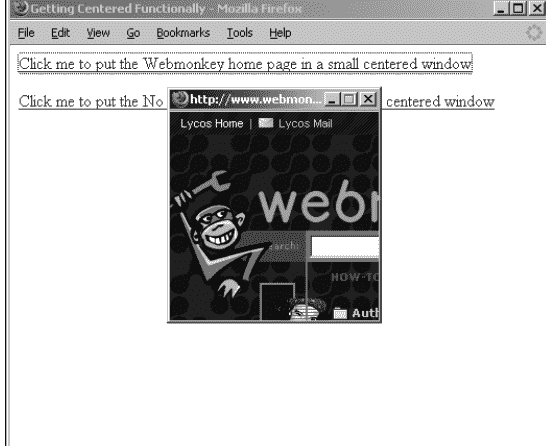 Getting Centered Functionally - Mozilla Firefox
File Edit View Go Bookmarks Tools Help
Click me to put the Webmonkey home page in a small centered window
Click me to put the No
centered window
http://www.webmon...
Lycos Home | Lycos Mail
webm
search:
HOW-TO
Auth